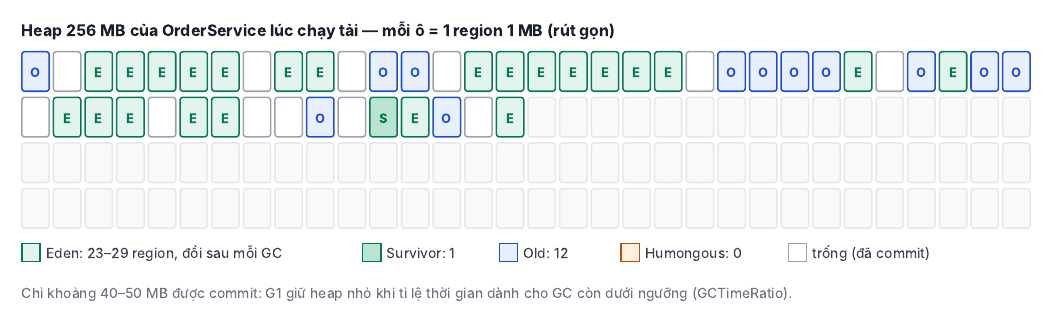 Heap 256 MB của OrderService lúc chạy tải — mỗi ô = 1 region 1 MB (rút gọn)
O E E E E E E E O O E E E E E E E O O O O E O E O O
E E E E E O S E O E
Eden: 23–29 region, đổi sau mỗi GC Survivor: 1 Old: 12 Humongous: 0 trống (đã commit)
Chỉ khoảng 40–50 MB được commit: G1 giữ heap nhỏ khi tỉ lệ thời gian dành cho GC còn dưới ngưỡng (GCTimeRatio).